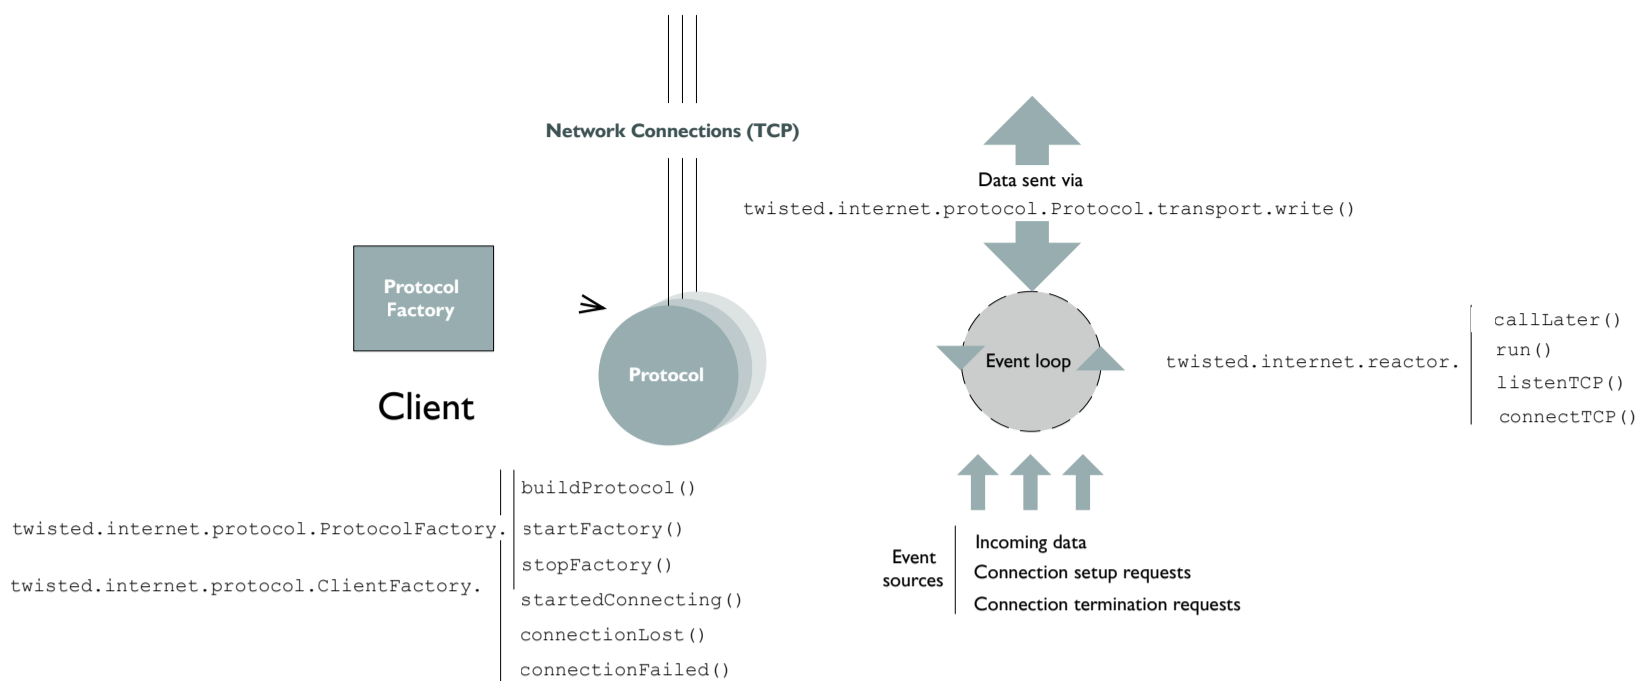 Network Connections (TCP)
Data sent via
twisted.internet.protocol.Protocol.transport.write()
Protocol
Factory
Client
Protocol
Event loop
twisted.internet.reactor.
callLater()
run()
listenTCP()
connectTCP()
twisted.internet.protocol.ProtocolFactory.
twisted.internet.protocol.ClientFactory.
buildProtocol()
startFactory()
stopFactory()
startedConnecting()
connectionLost()
connectionFailed()
Event
sources
Incoming data
Connection setup requests
Connection termination requests